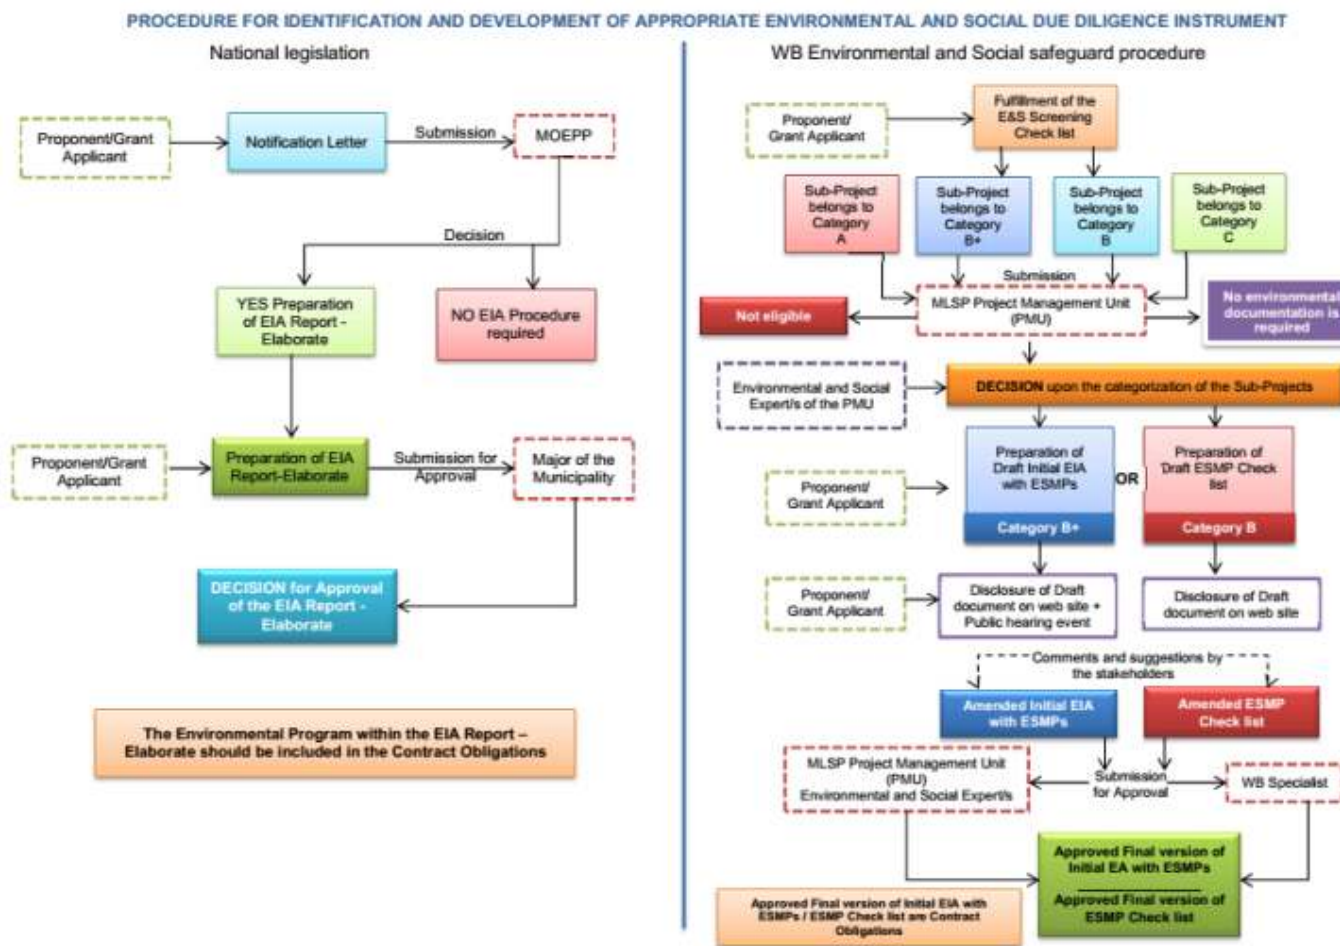 PROCEDURE FOR IDENTIFICATION AND DEVELOPMENT OF APPROPRIATE ENVIRONMENTAL AND SOCIAL DUE DILIGENCE INSTRUMENT
National legislation
Proponent/Grant
Applicant
Notification Letter
Submission
MOEPP
Decision
YES Preparation
of EIA Report -
Elaborate
NO EIA Procedure
required
Proponent/Grant
Applicant
Preparation of EIA
Report-Elaborate
Submission for
Approval
Major of the
Municipality
DECISION for Approval
of the EIA Report -
Elaborate
The Environmental Program within the EIA Report –
Elaborate should be included in the Contract Obligations
WB Environmental and Social safeguard procedure
Proponent/
Grant Applicant
Fulfillment of the
E&S Screening
Check list
Sub-Project
belongs to
Category
A
Sub-Project
belongs to
Category
B+
Sub-Project
belongs to
Category
B
Sub-Project
belongs to
Category
C
Submission
Not eligible
MLSP Project Management Unit
(PMU)
No environmental
documentation is
required
Environmental and Social
Expert/s of the PMU
DECISION upon the categorization of the Sub-Projects
Proponent/
Grant Applicant
Preparation of
Draft Initial EIA
with ESMPs
Category B+
OR
Preparation of
Draft ESMP Check
list
Category B
Proponent/
Grant Applicant
Disclosure of Draft
document on web site +
Public hearing event
Disclosure of Draft
document on web site
Comments and suggestions by
the stakeholders
Amended Initial EIA
with ESMPs
Amended ESMP
Check list
MLSP Project Management Unit
(PMU)
Environmental and Social Expert/s
Submission
for Approval
WB Specialist
Approved Final version of
Initial EA with ESMPs
Approved Final version of
ESMP Check list
Approved Final version of Initial EIA with
ESMPs / ESMP Check list are Contract
Obligations